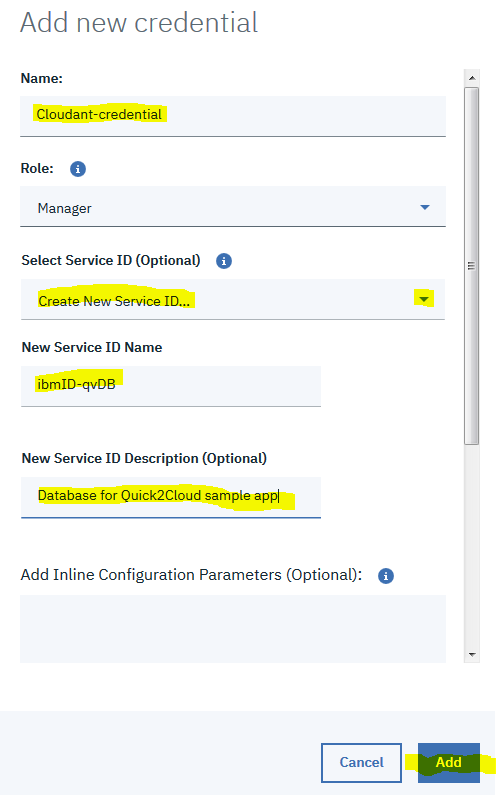 Add new credential
Name:
Cloudant-credential
Role:
Manager
Select Service ID (Optional)
Create New Service ID...
New Service ID Name
ibmID-qvDB
New Service ID Description (Optional)
Database for Quick2Cloud sample app
Add Inline Configuration Parameters (Optional):
Cancel
Add